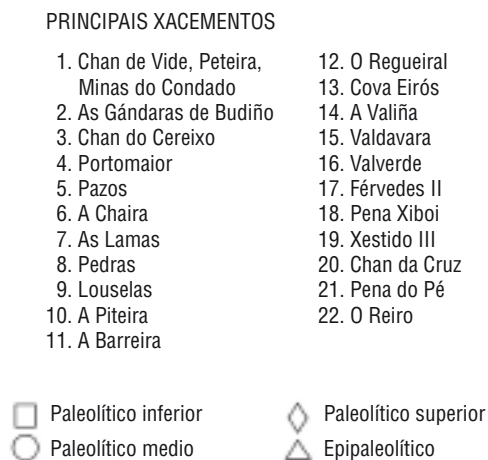 PRINCIPAIS XACEMENTOS
1. Chan de Vide, Peteira,
Minas do Condado
2. As Gándaras de Budiño
3. Chan do Cereixo
4. Portomaior
5. Pazos
6. A Chaira
7. As Lamas
8. Pedras
9. Louselas
10. A Piteira
11. A Barreira
12. O Regueiral
13. Cova Eirós
14. A Valiña
15. Valdavara
16. Valverde
17. Férvedes II
18. Pena Xiboi
19. Xestido III
20. Chan da Cruz
21. Pena do Pé
22. O Reiro
Paleolítico inferior
Paleolítico medio
Paleolítico superior
Epipaleolítico